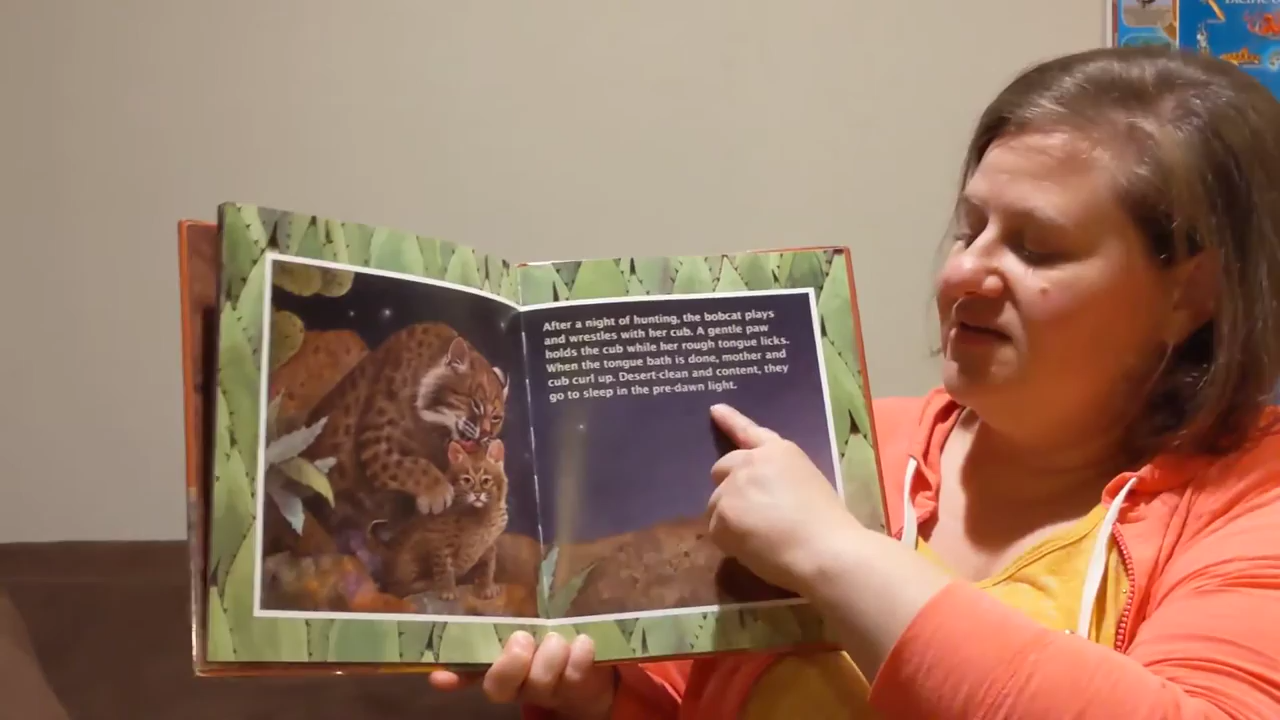 After a night of hunting, the bobcat plays
and wrestles with her cub. A gentle paw
holds the cub while her rough tongue licks.
When the tongue bath is done, mother and
cub curl up. Desert-clean and content, they
go to sleep in the pre-dawn light.